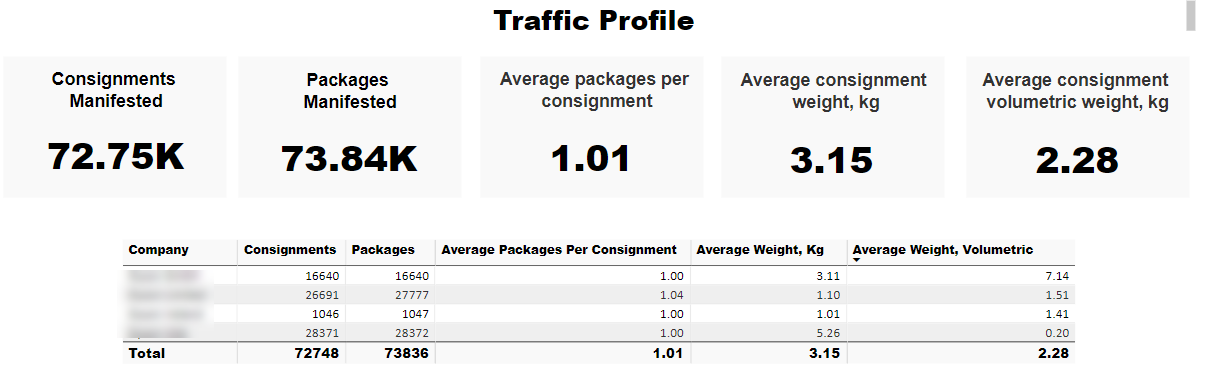 Traffic Profile
Consignments
Manifested
72.75K
Packages
Manifested
73.84K
Average packages per
consignment
1.01
Average consignment
weight, kg
3.15
Average consignment
volumetric weight, kg
2.28
Company Consignments Packages Average Packages Per Consignment Average Weight, Kg Average Weight, Volumetric
16640 16640 1.00 3.11 7.14
26691 27777 1.04 1.10 1.51
1046 1047 1.00 1.01 1.41
28371 28372 1.00 5.26 0.20
Total 72748 73836 1.01 3.15 2.28